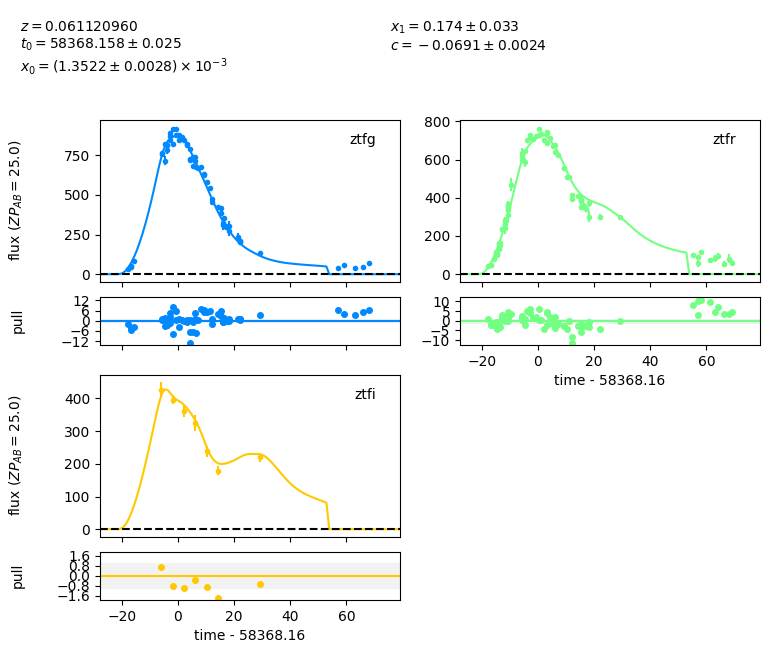 z = 0.061120960
t₀ = 58368.158 ± 0.025
x₀ = (1.3522 ± 0.0028) × 10⁻³
x₁ = 0.174 ± 0.033
c = −0.0691 ± 0.0024
ztfg
flux (ZP_AB = 25.0)
750
500
250
0
pull
12
6
0
−6
−12
ztfr
800
600
400
200
0
10
5
0
−5
−10
−20 0 20 40 60
time - 58368.16
ztfi
flux (ZP_AB = 25.0)
400
300
200
100
0
pull
1.6
0.8
0.0
−0.8
−1.6
−20 0 20 40 60
time - 58368.16